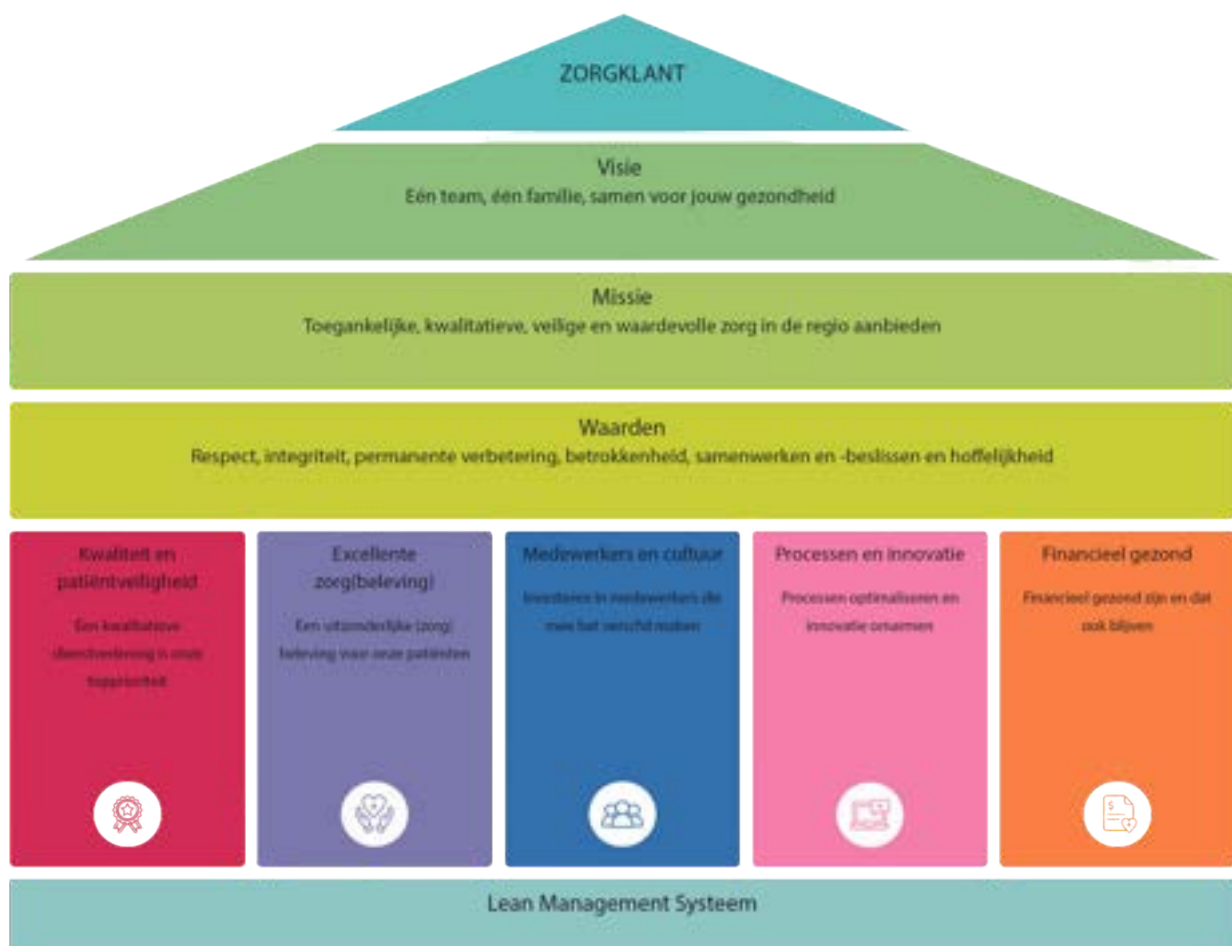 ZORGKLANT
Visie
Eén team, één familie, samen voor jouw gezondheid
Missie
Toegankelijke, kwalitatieve, veilige en waardevolle zorg in de regio aanbieden
Waarden
Respect, integriteit, permanente verbetering, betrokkenheid, samenwerken en -beslissen en hoffelijkheid
Kwaliteit en
patiëntveiligheid
Een kwalitatieve
dienstverlening is onze
topprioriteit
Excellente
zorg(beleving)
Een uitzonderlijke (zorg)
beleving voor onze patiënten
Medewerkers en cultuur
Investeren in medewerkers die
mee het verschil maken
Processen en innovatie
Processen optimaliseren en
innovatie omarmen
Financieel gezond
Financieel gezond zijn en dat
ook blijven
Lean Management Systeem